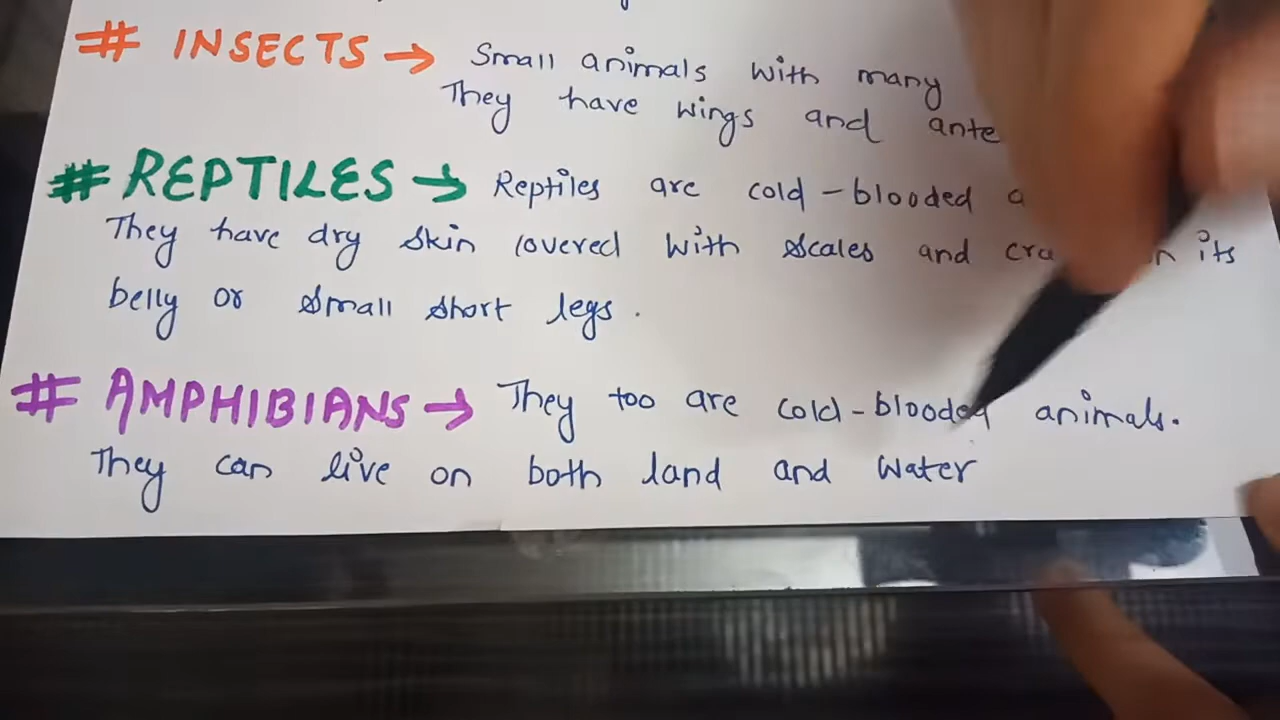 # INSECTS → Small animals with many
They have wings and ante
# REPTILES → Reptiles are cold-blooded a
They have dry skin covered with scales and cra n its
belly or small short legs.
# AMPHIBIANS → They too are cold-blooded animals.
They can live on both land and water